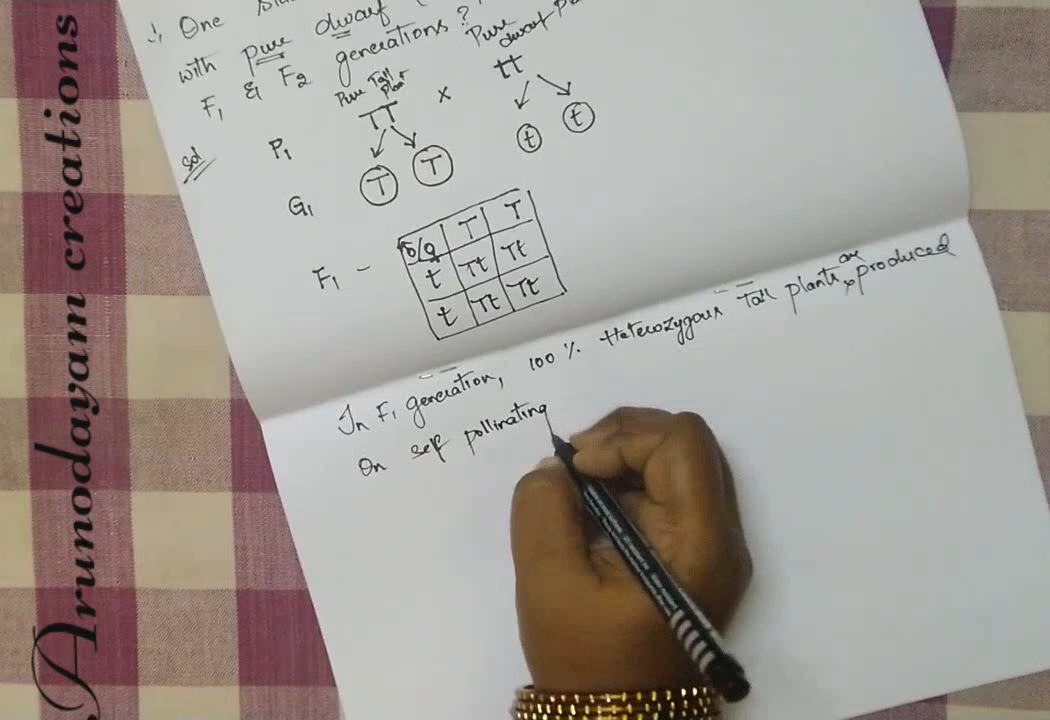 1. One
with pure dwarf
F1 & F2 generations?
Pure Tall Plant
Pure dwarf
P1 TT x tt
G1 T T t t
F1 - ♂/♀ T T
t Tt Tt
t Tt Tt
Sol
In F1 generation, 100% Heterozygous Tall plants are produced
On self pollinating
Arunodayam creations